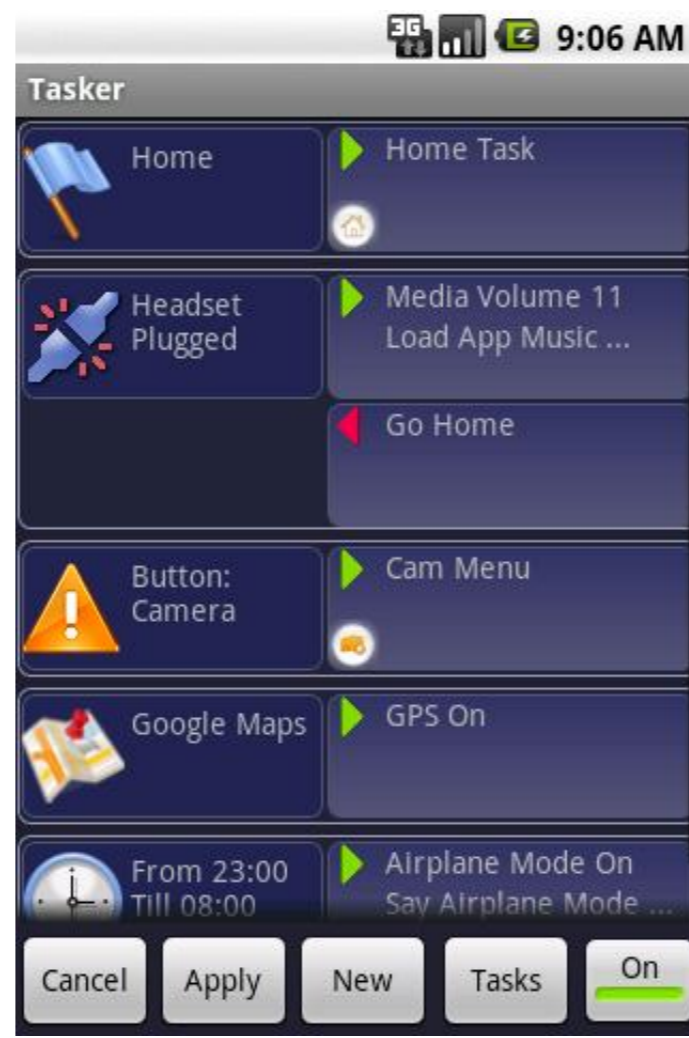 3G 9:06 AM
Tasker
Home
Home Task
Headset
Plugged
Media Volume 11
Load App Music ...
Go Home
Button:
Camera
Cam Menu
Google Maps
GPS On
From 23:00
Till 08:00
Airplane Mode On
Say Airplane Mode ...
Cancel
Apply
New
Tasks
On